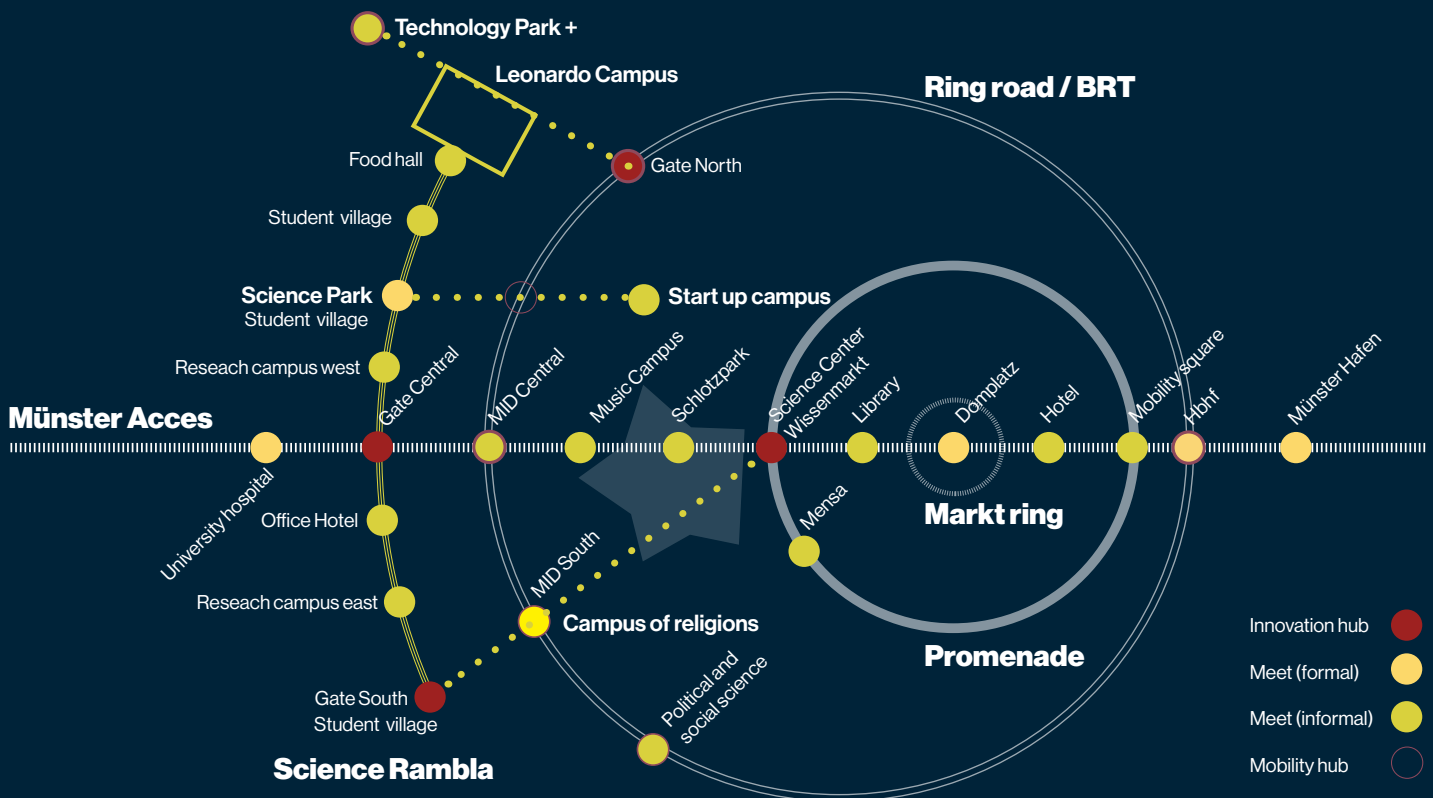 Technology Park +
Leonardo Campus
Ring road / BRT
Food hall
Gate North
Student village
Science Park
Student village
Start up campus
Reseach campus west
Münster Acces
Gate Central
MID Central
Music Campus
Schlotzpark
Science Center
Wissenmarkt
Library
Domplatz
Hotel
Mobility square
Hbhf
Münster Hafen
University hospital
Office Hotel
Mensa
Markt ring
MID South
Reseach campus east
Campus of religions
Promenade
Political and
social science
Gate South
Student village
Science Rambla
Innovation hub
Meet (formal)
Meet (informal)
Mobility hub